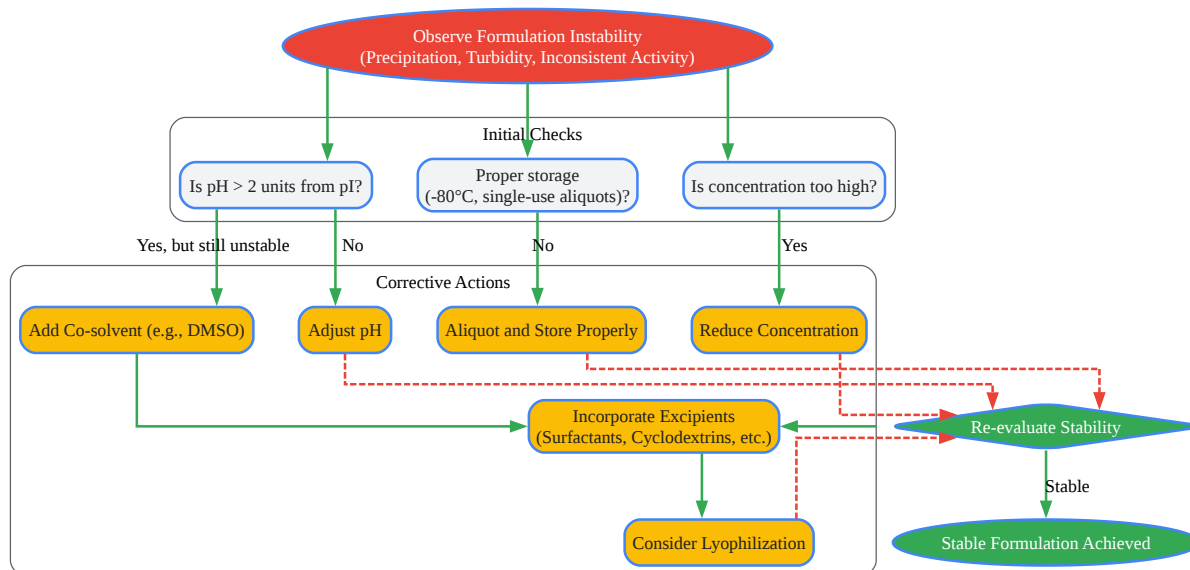 Observe Formulation Instability
(Precipitation, Turbidity, Inconsistent Activity)
Initial Checks
Is pH > 2 units from pI?
Proper storage
(-80°C, single-use aliquots)?
Is concentration too high?
Yes, but still unstable
No
No
Yes
Corrective Actions
Add Co-solvent (e.g., DMSO)
Adjust pH
Aliquot and Store Properly
Reduce Concentration
Incorporate Excipients
(Surfactants, Cyclodextrins, etc.)
Re-evaluate Stability
Stable
Consider Lyophilization
Stable Formulation Achieved